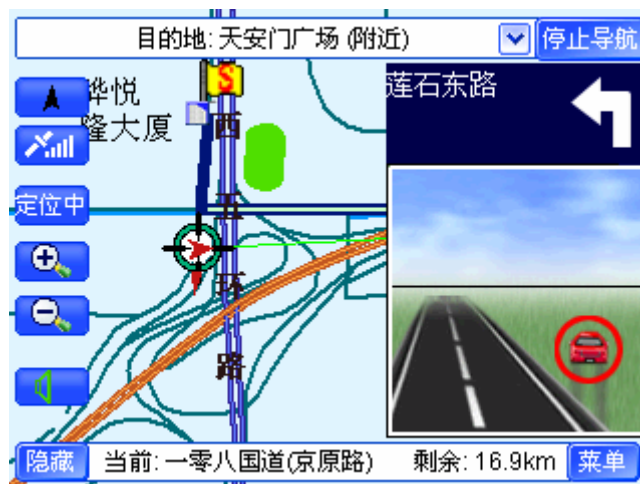 目的地: 天安门广场 (附近)
停止导航
莲石东路
晔悦
隆大厦
S
西五环路
定位中
隐藏
当前: 一零八国道(京原路)
剩余: 16.9km
菜单